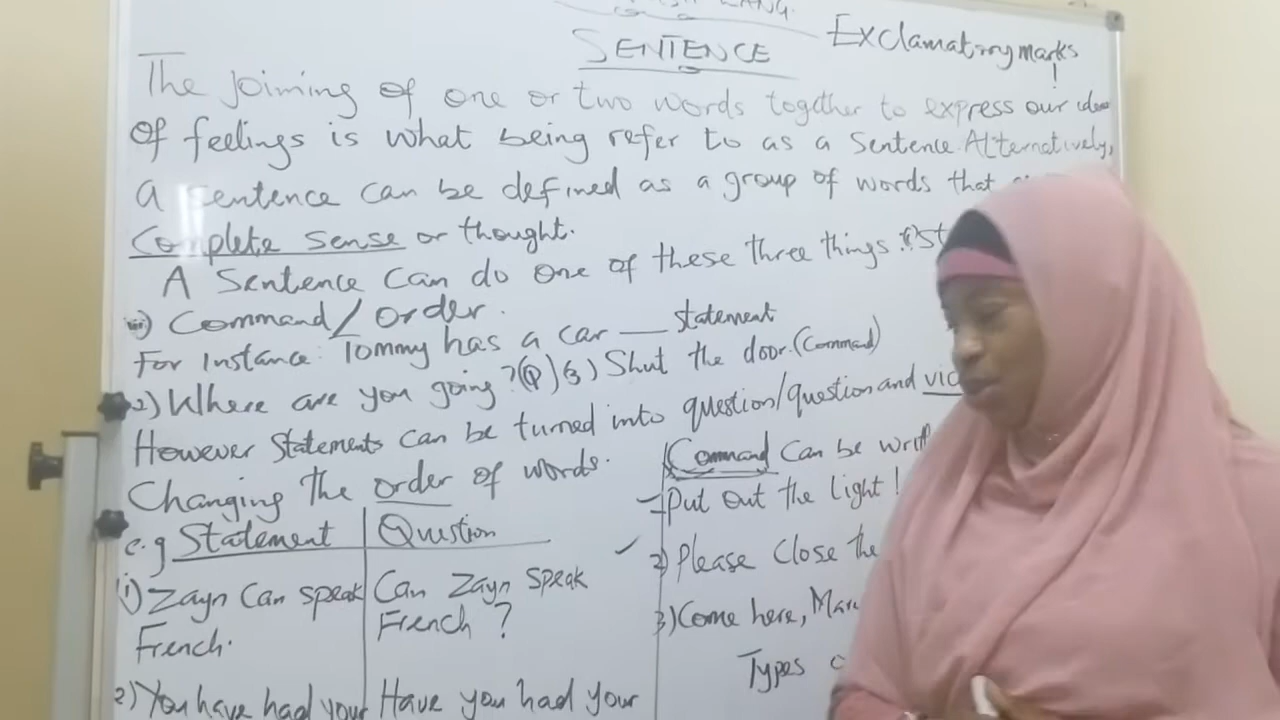 LANG.
SENTENCE
Exclamatory marks
!
The joining of one or two words together to express our ideas
of feelings is what being refer to as a Sentence. Alternatively,
a sentence can be defined as a group of words that
Complete sense or thought.
A Sentence Can do One of these three things
iii) Command/order.
For Instance: Tommy has a car — statement
2) Where are you going? (Q) 3) Shut the door. (Command)
However Statements can be turned into question/question and
Changing the order of words.
e.g Statement | Question
i) Zayn Can speak French.
Can Zayn Speak French?
2) You have had your
Have you had your
Command Can be
- Put out the light!
2) Please Close the
3) Come here,
Types